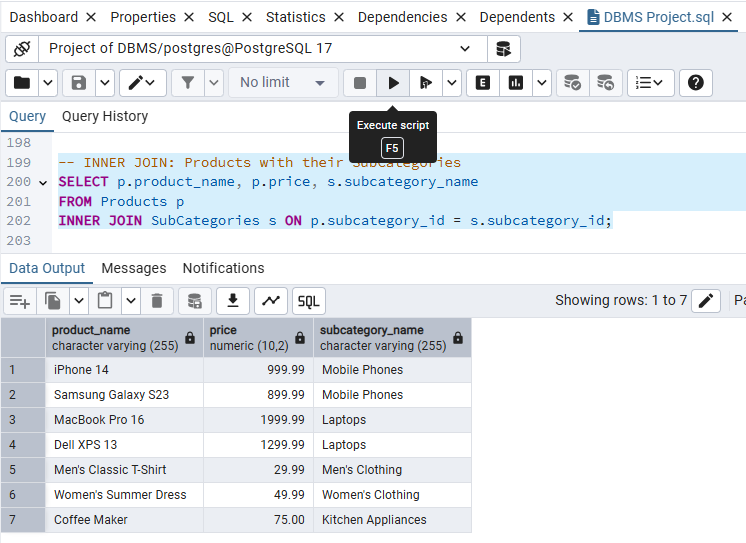 Dashboard Properties SQL Statistics Dependencies Dependents DBMS Project.sql
Project of DBMS/postgres@PostgreSQL 17
No limit E
Query Query History
Execute script
F5
198
199 -- INNER JOIN: Products with their SubCategories
200 SELECT p.product_name, p.price, s.subcategory_name
201 FROM Products p
202 INNER JOIN SubCategories s ON p.subcategory_id = s.subcategory_id;
203
Data Output Messages Notifications
SQL Showing rows: 1 to 7
product_name price subcategory_name
character varying (255) numeric (10,2) character varying (255)
1 iPhone 14 999.99 Mobile Phones
2 Samsung Galaxy S23 899.99 Mobile Phones
3 MacBook Pro 16 1999.99 Laptops
4 Dell XPS 13 1299.99 Laptops
5 Men's Classic T-Shirt 29.99 Men's Clothing
6 Women's Summer Dress 49.99 Women's Clothing
7 Coffee Maker 75.00 Kitchen Appliances